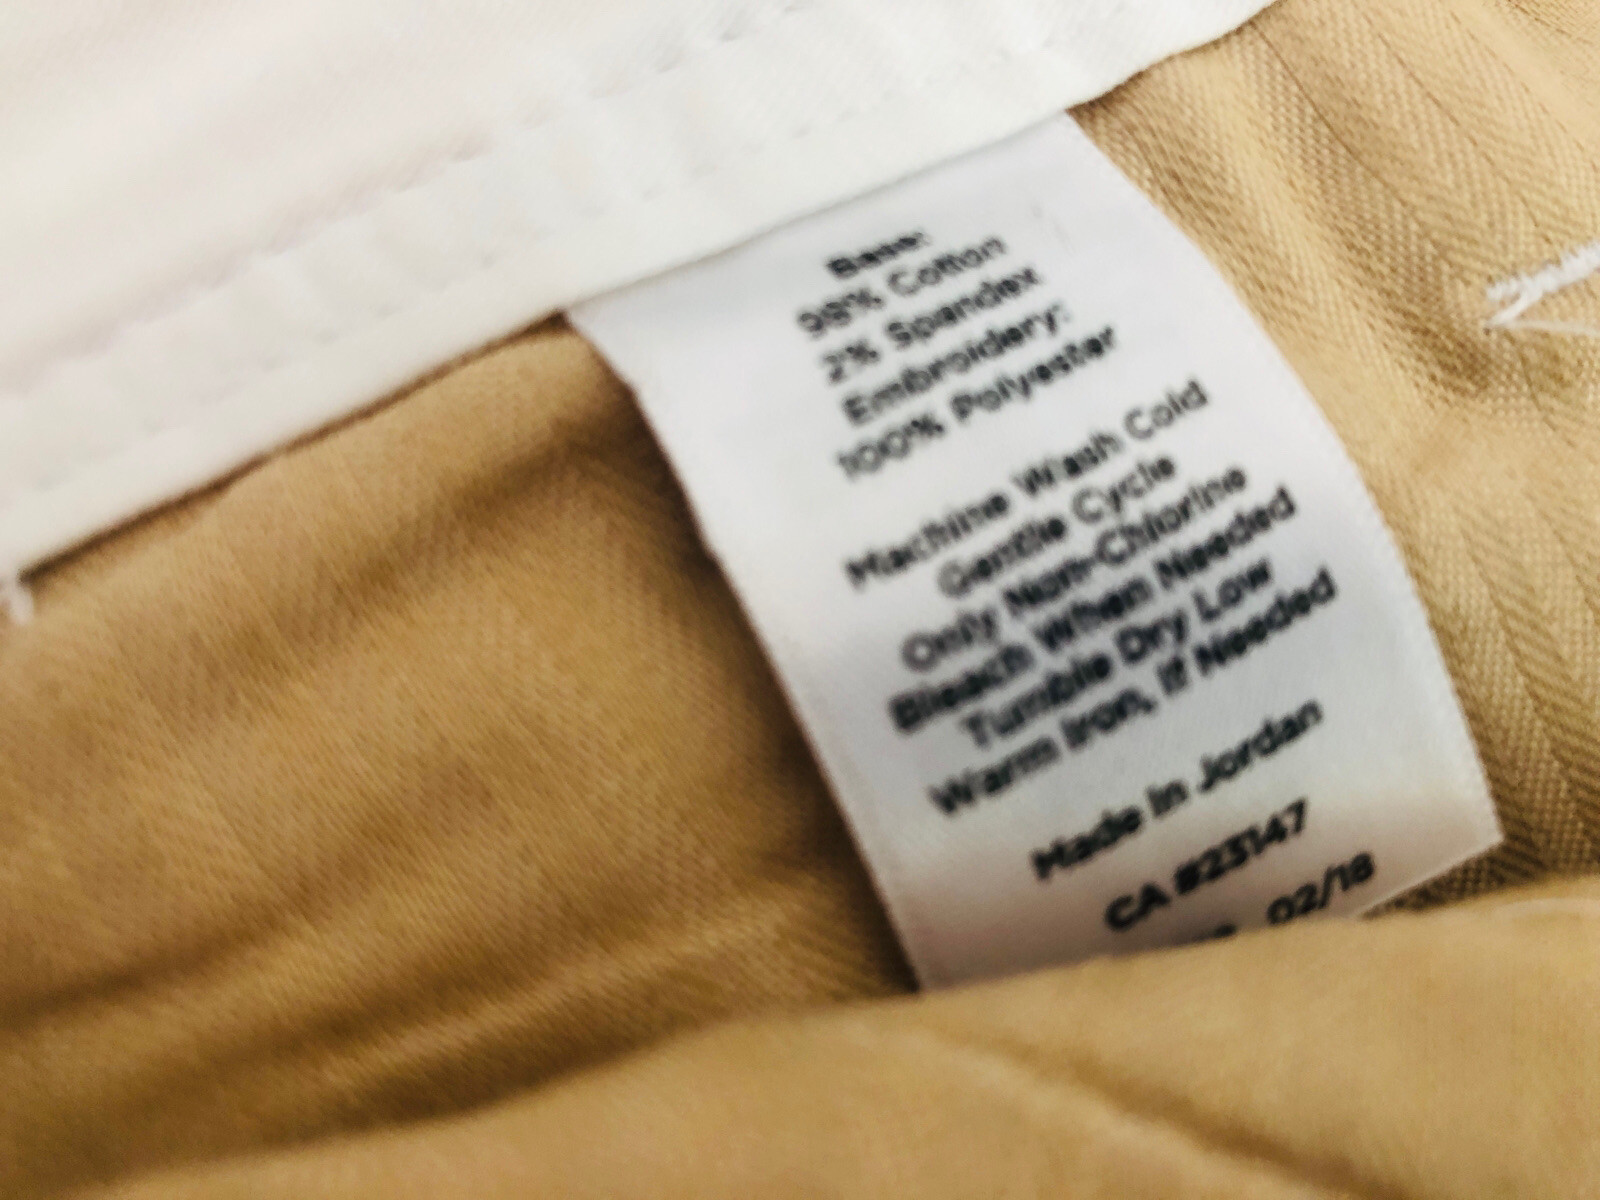 Base:
98% Cotton
2% Spandex
Embroidery:
100% Polyester
Machine Wash Cold
Gentle Cycle
Only Non-Chlorine
Bleach When Needed
Tumble Dry Low
Warm Iron, If Needed
Made In Jordan
CA #23147
02/18